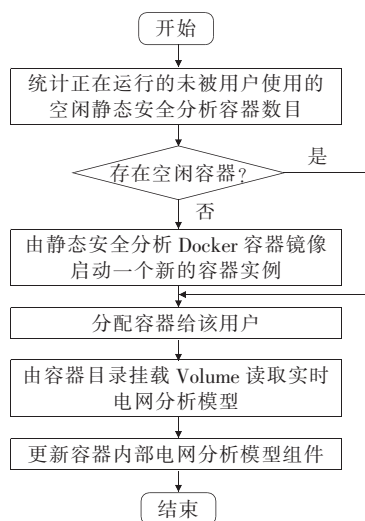 开始
统计正在运行的未被用户使用的
空闲静态安全分析容器数目
存在空闲容器?
是
否
由静态安全分析 Docker 容器镜像
启动一个新的容器实例
分配容器给该用户
由容器目录挂载 Volume 读取实时
电网分析模型
更新容器内部电网分析模型组件
结束